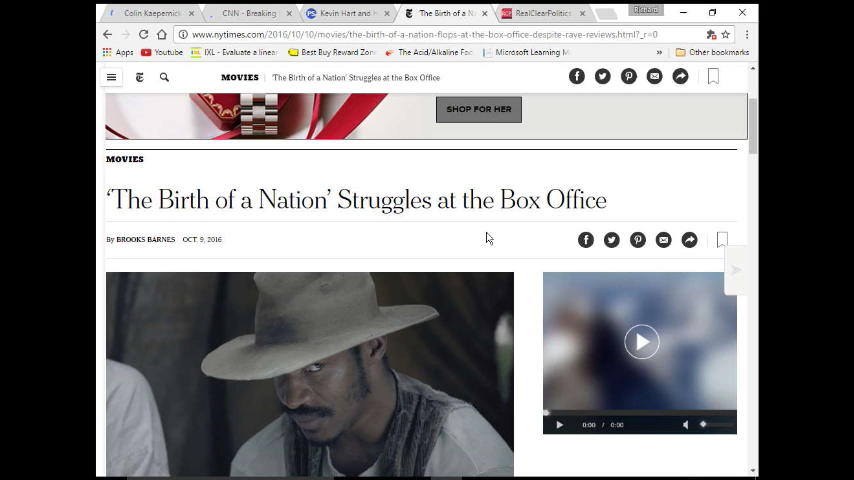 Colin Kaepernick
CNN - Breaking
Kevin Hart and H
'The Birth of a Na
RealClearPolitics
Richard
www.nytimes.com/2016/10/10/movies/the-birth-of-a-nation-flops-at-the-box-office-despite-rave-reviews.html?_r=0
Apps
Youtube
IXL - Evaluate a linear
Best Buy Reward Zone
The Acid/Alkaline Foo
Microsoft Learning M
Other bookmarks
MOVIES
'The Birth of a Nation' Struggles at the Box Office
SHOP FOR HER
MOVIES
'The Birth of a Nation' Struggles at the Box Office
By BROOKS BARNES OCT. 9, 2016
0:00 / 0:00